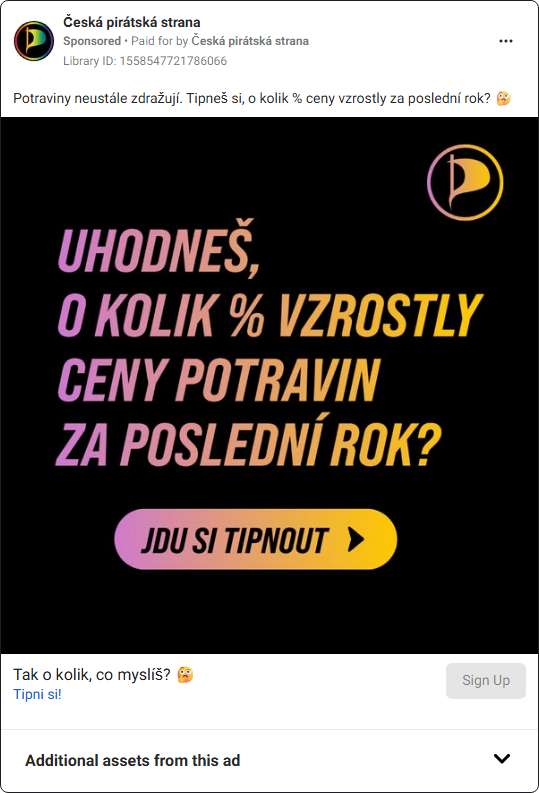 Česká pirátská strana
Sponsored • Paid for by Česká pirátská strana
Library ID: 1558547721786066
Potraviny neustále zdražují. Tipneš si, o kolik % ceny vzrostly za poslední rok? 🤔
UHODNEŠ,
O KOLIK % VZROSTLY
CENY POTRAVIN
ZA POSLEDNÍ ROK?
JDU SI TIPNOUT
Tak o kolik, co myslíš? 🤔
Tipni si!
Sign Up
Additional assets from this ad